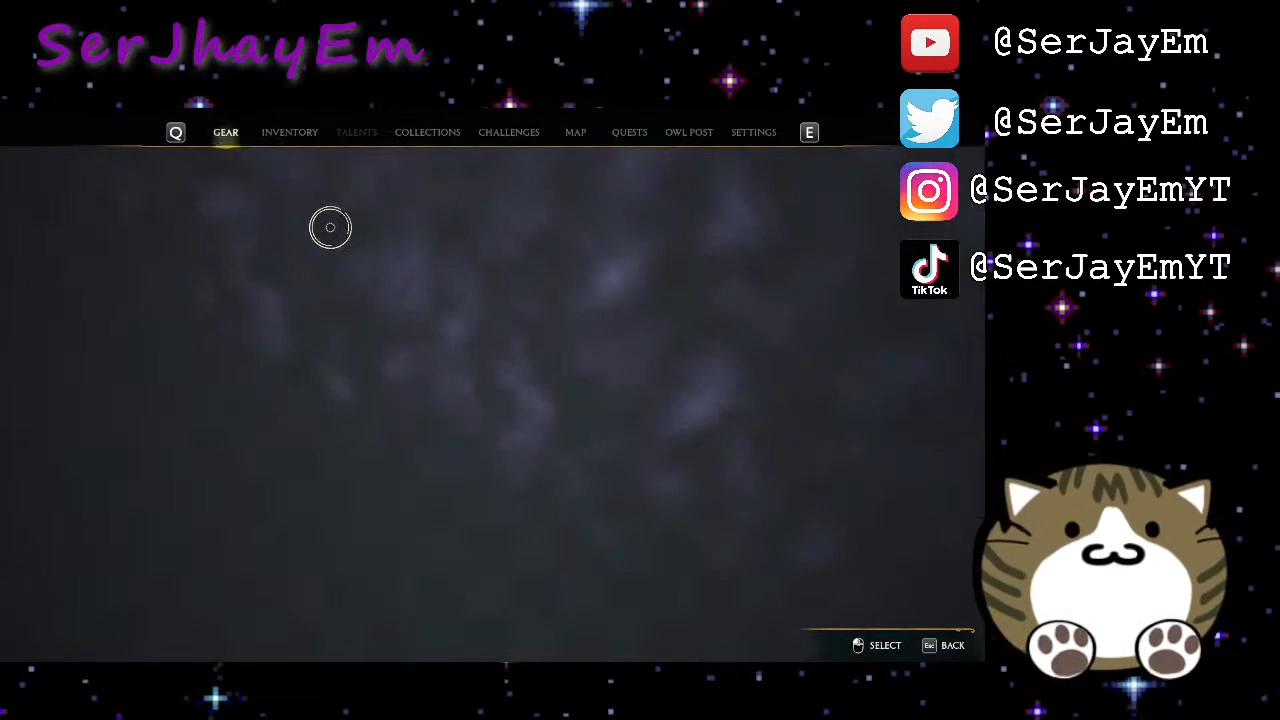 SerJhayEm
@SerJayEm
@SerJayEm
@SerJayEmYT
TikTok
@SerJayEmYT
Q GEAR INVENTORY TALENTS COLLECTIONS CHALLENGES MAP QUESTS OWL POST SETTINGS E
SELECT Esc BACK